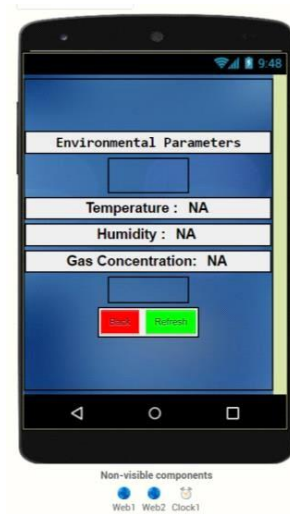 9:48
Environmental Parameters
Temperature : NA
Humidity : NA
Gas Concentration: NA
Back Refresh
Non-visible components
Web1 Web2 Clock1